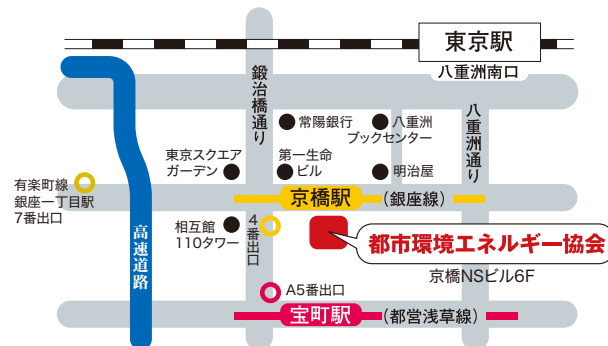 東京駅
八重洲南口
鍛治橋通り
八重洲通り
常陽銀行
八重洲
ブックセンター
東京スクエア
ガーデン
第一生命
ビル
明治屋
有楽町線
銀座一丁目駅
7番出口
京橋駅
(銀座線)
相互館
110タワー
4番出口
都市環境エネルギー協会
京橋NSビル6F
高速道路
A5番出口
宝町駅
(都営浅草線)